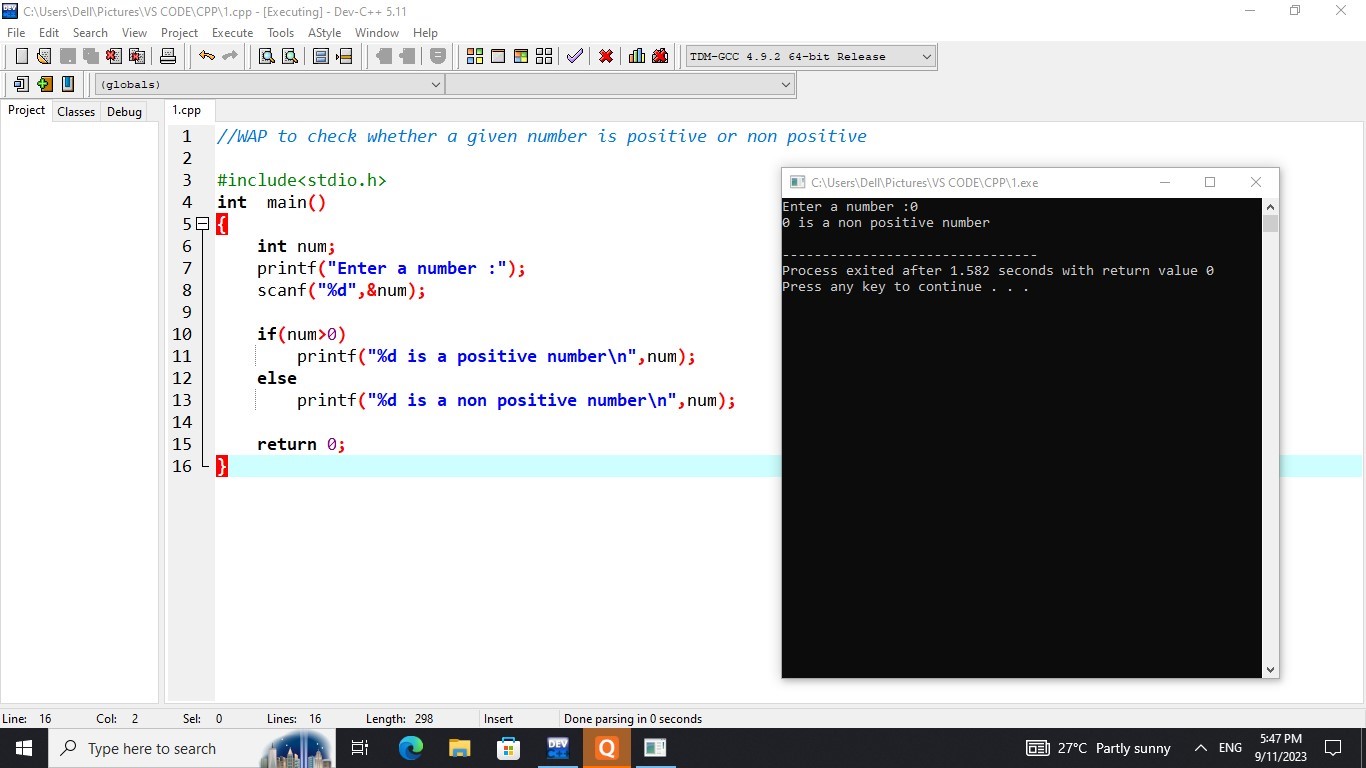 C:\Users\Dell\Pictures\VS CODE\CPP\1.cpp - [Executing] - Dev-C++ 5.11
File Edit Search View Project Execute Tools AStyle Window Help
TDM-GCC 4.9.2 64-bit Release
(globals)
Project Classes Debug 1.cpp
1 //WAP to check whether a given number is positive or non positive
2
3 #include<stdio.h>
4 int  main()
5 {
6     int num;
7     printf("Enter a number :");
8     scanf("%d",&num);
9
10     if(num>0)
11         printf("%d is a positive number\n",num);
12     else
13         printf("%d is a non positive number\n",num);
14
15     return 0;
16 }
C:\Users\Dell\Pictures\VS CODE\CPP\1.exe
Enter a number :0
0 is a non positive number
--------------------------------
Process exited after 1.582 seconds with return value 0
Press any key to continue . . .
Line: 16 Col: 2 Sel: 0 Lines: 16 Length: 298 Insert Done parsing in 0 seconds
Type here to search
DEV
Q
27°C Partly sunny
ENG
5:47 PM
9/11/2023